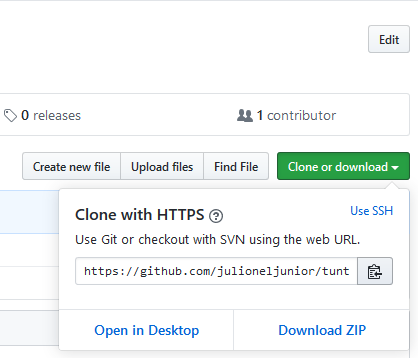 Edit
0 releases
1 contributor
Create new file Upload files Find File Clone or download
Clone with HTTPS
Use SSH
Use Git or checkout with SVN using the web URL.
https://github.com/julioneljunior/tunt
Open in Desktop Download ZIP